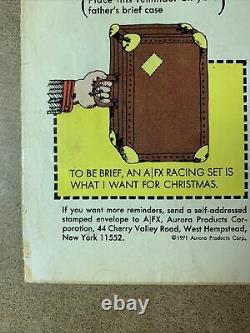 Place this reminder on your
father's brief case
TO BE BRIEF, AN A|FX RACING SET IS
WHAT I WANT FOR CHRISTMAS.
If you want more reminders, send a self-addressed
stamped envelope to A|FX, Aurora Products Cor-
poration, 44 Cherry Valley Road, West Hempstead,
New York 11552.
©1971 Aurora Products Corp.